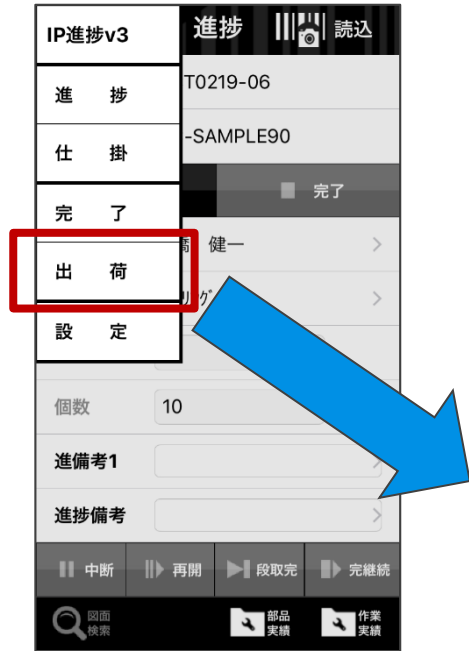 IP進捗v3
進捗
読込
進　捗
T0219-06
仕　掛
-SAMPLE90
完　了
完了
健一
出　荷
設　定
個数
10
進備考1
進捗備考
中断
再開
段取完
完継続
図面
検索
部品
実績
作業
実績